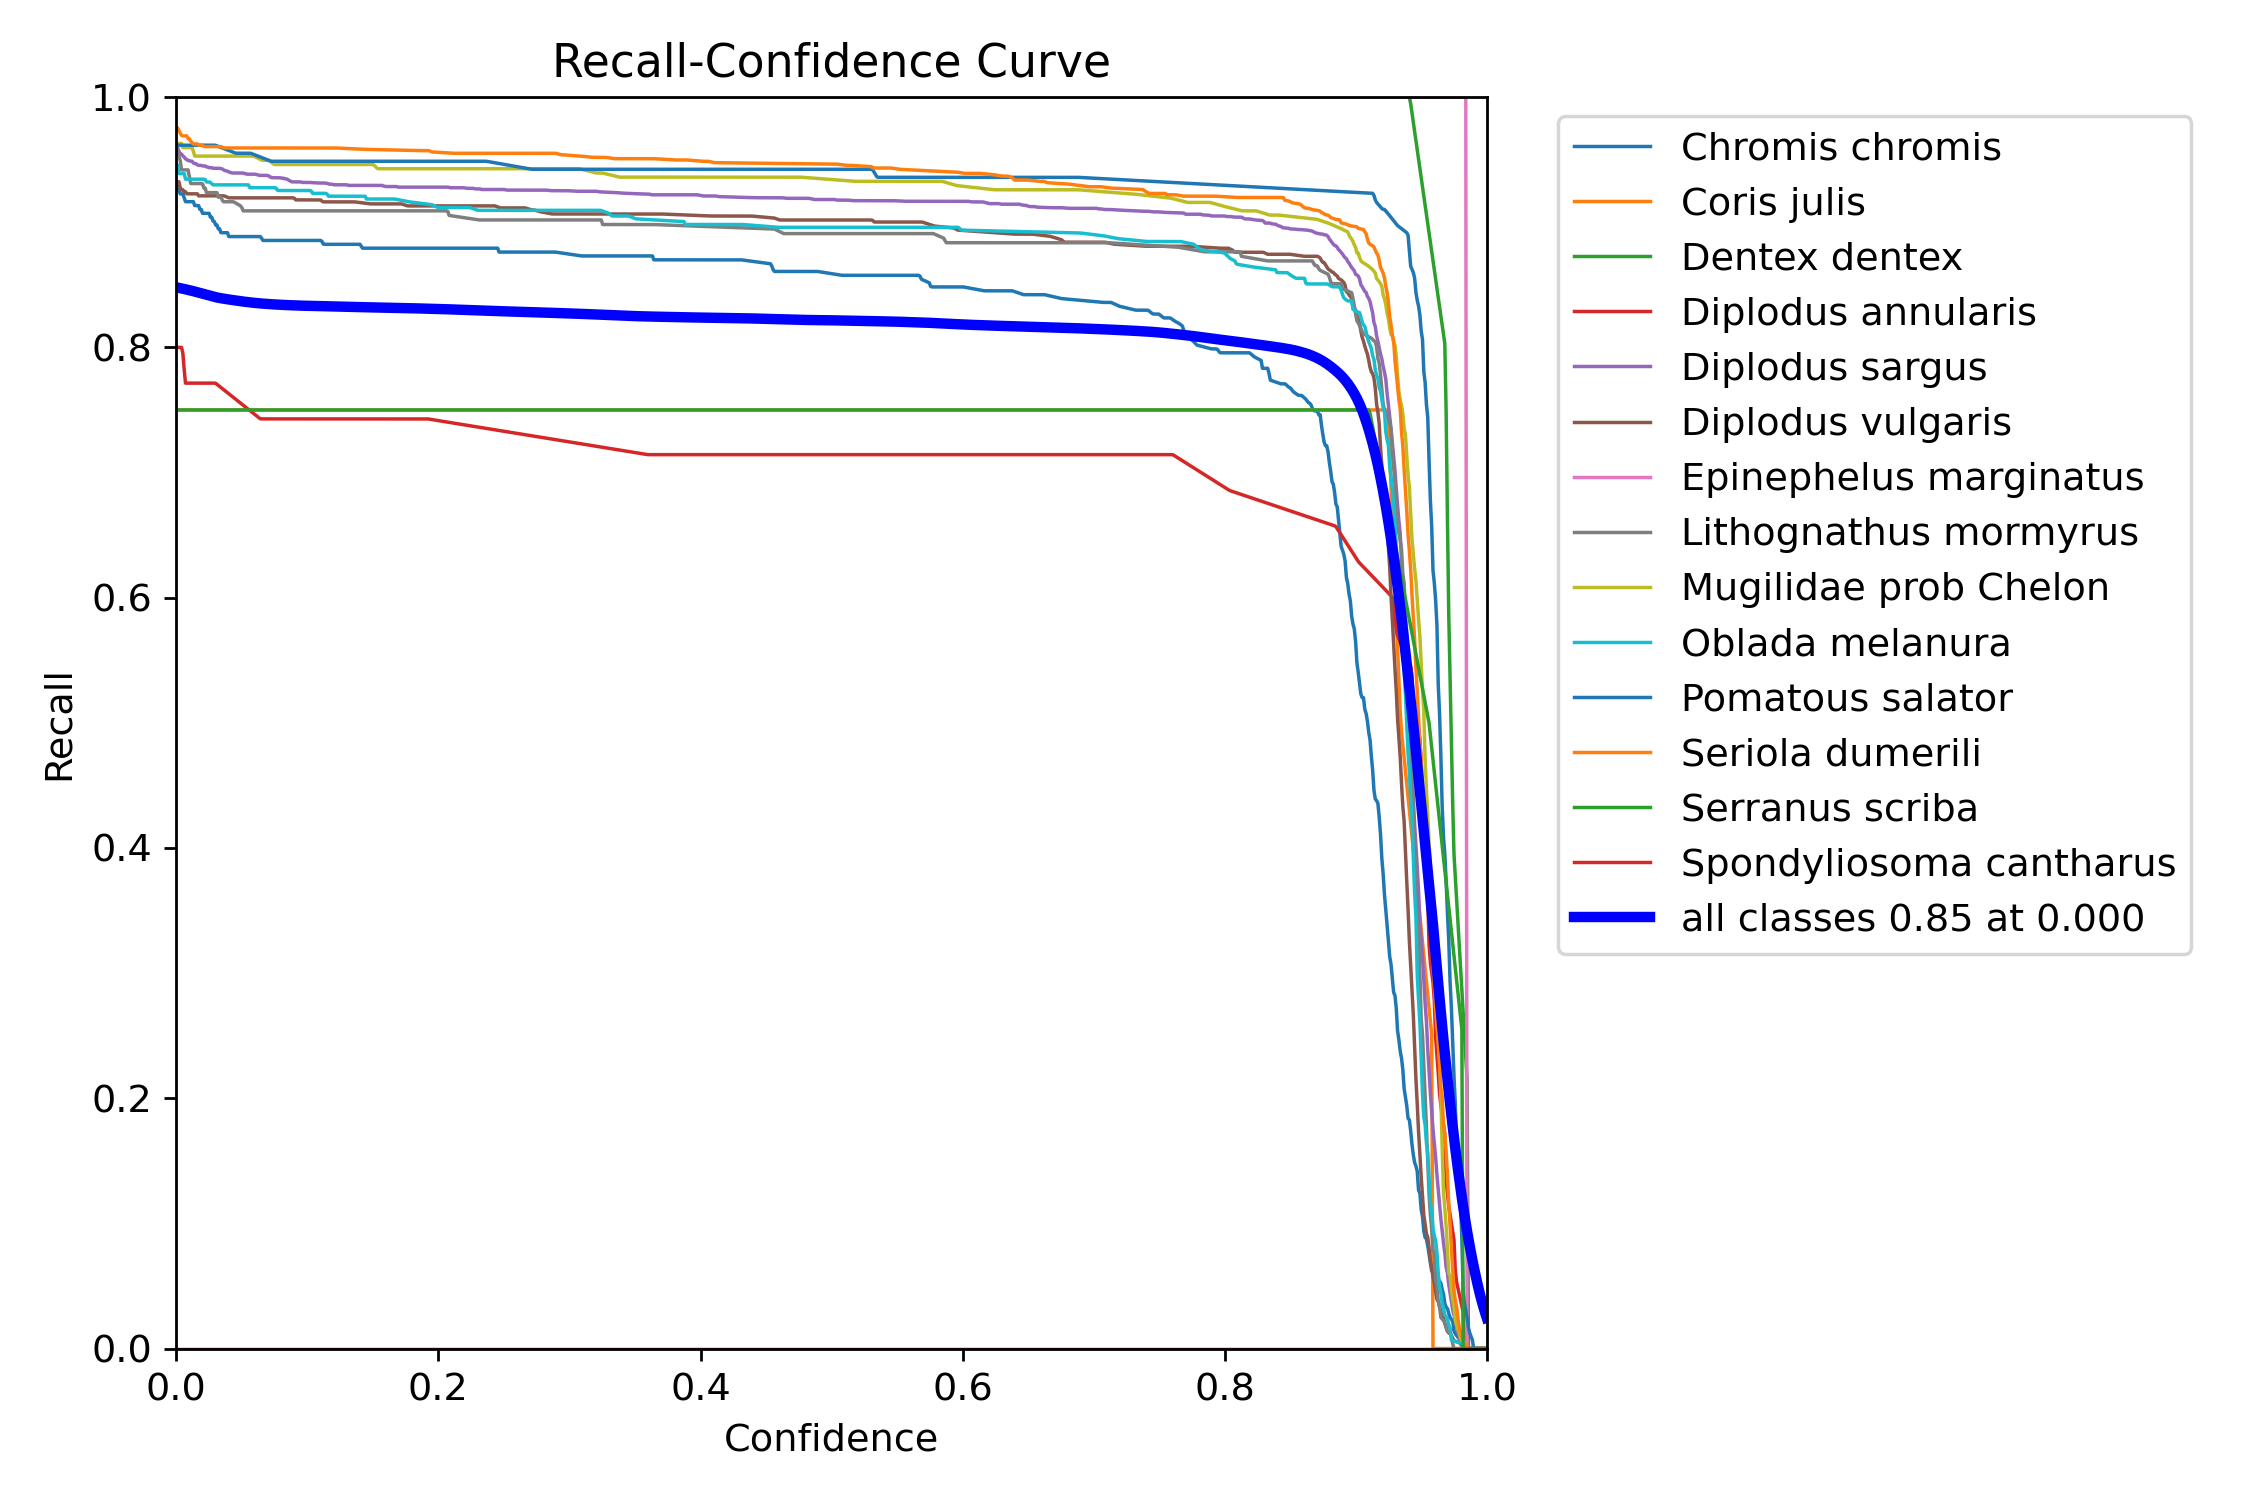 Recall-Confidence Curve
1.0
0.8
0.6
0.4
0.2
0.0
Recall
0.0 0.2 0.4 0.6 0.8 1.0
Confidence
Chromis chromis
Coris julis
Dentex dentex
Diplodus annularis
Diplodus sargus
Diplodus vulgaris
Epinephelus marginatus
Lithognathus mormyrus
Mugilidae prob Chelon
Oblada melanura
Pomatous salator
Seriola dumerili
Serranus scriba
Spondyliosoma cantharus
all classes 0.85 at 0.000